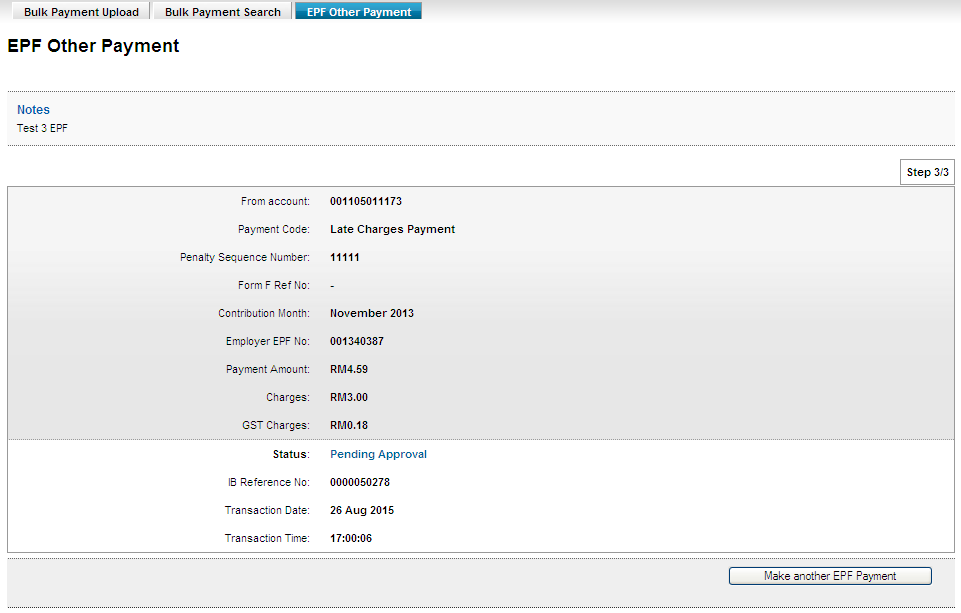 Bulk Payment Upload Bulk Payment Search EPF Other Payment
EPF Other Payment
Notes
Test 3 EPF
Step 3/3
From account: 001105011173
Payment Code: Late Charges Payment
Penalty Sequence Number: 11111
Form F Ref No: -
Contribution Month: November 2013
Employer EPF No: 001340387
Payment Amount: RM4.59
Charges: RM3.00
GST Charges: RM0.18
Status: Pending Approval
IB Reference No: 0000050278
Transaction Date: 26 Aug 2015
Transaction Time: 17:00:06
Make another EPF Payment